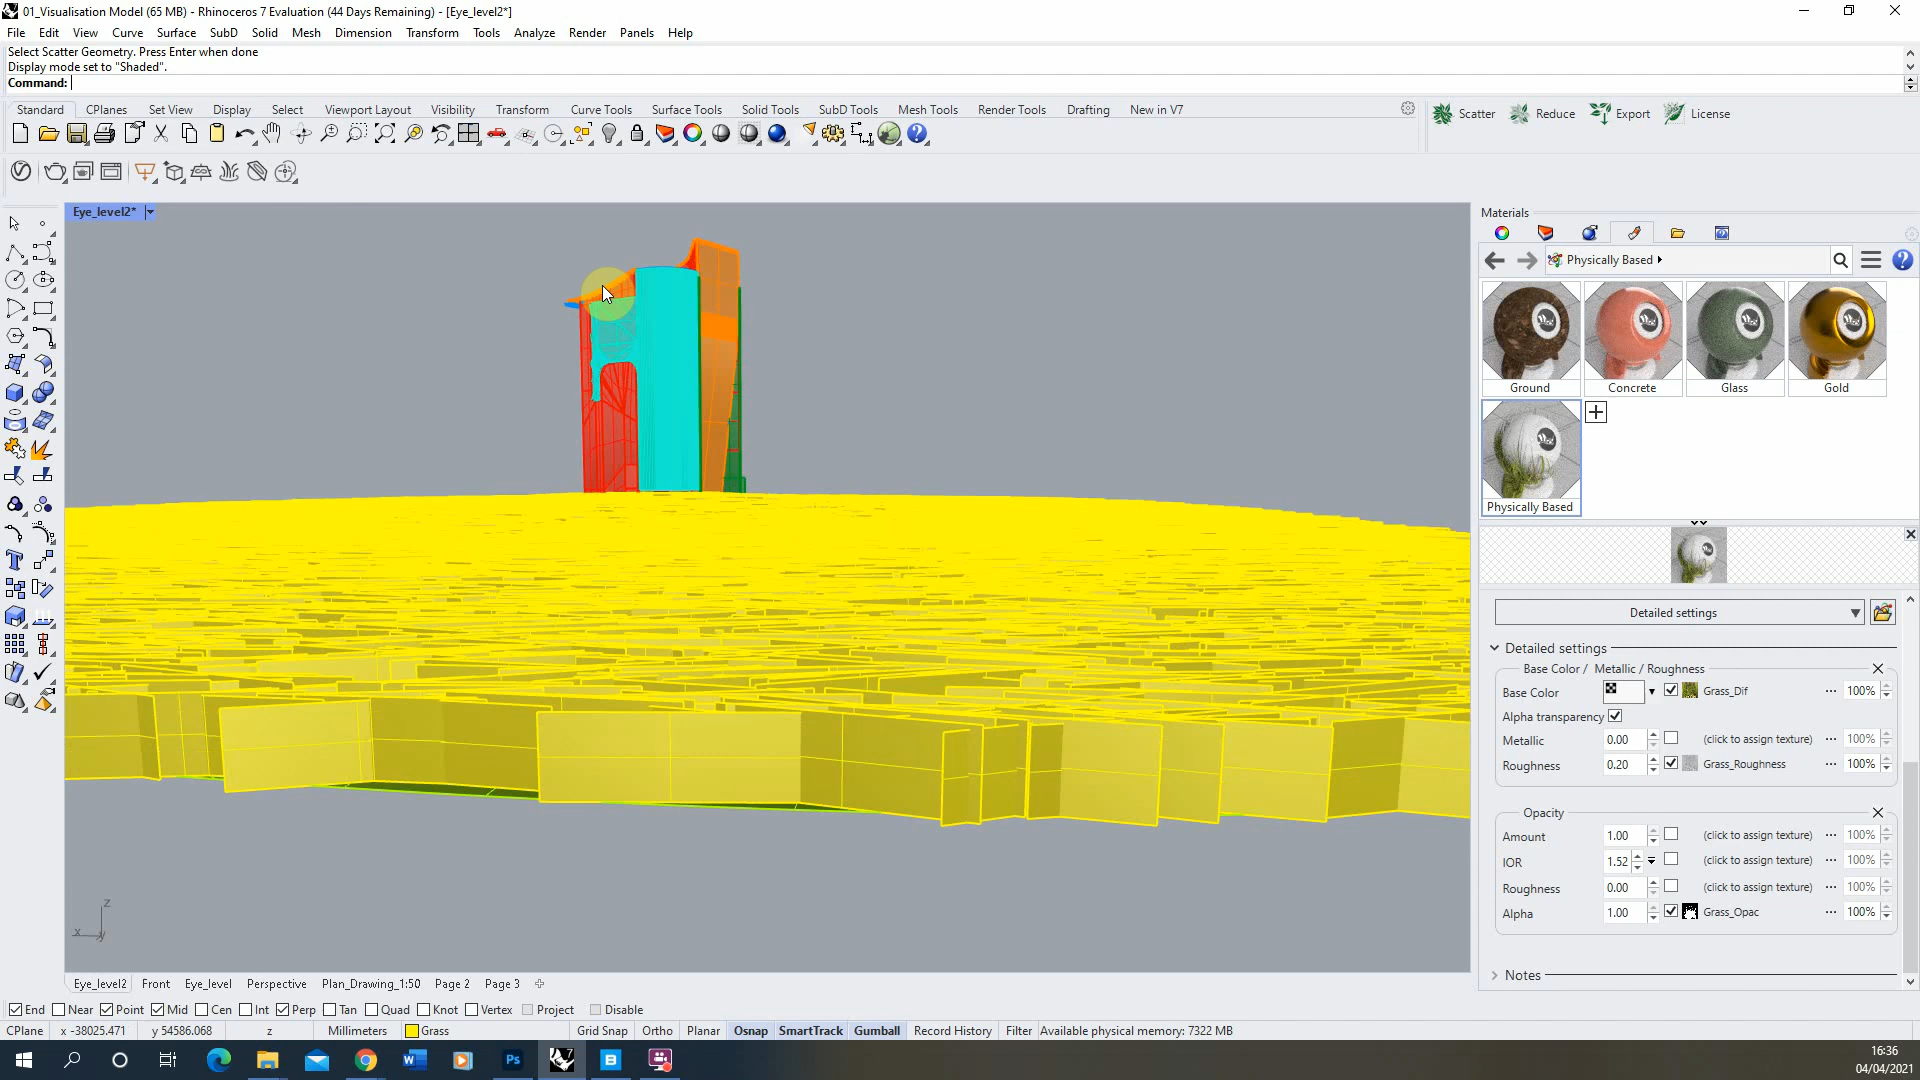 01_Visualisation Model (65 MB) - Rhinoceros 7 Evaluation (44 Days Remaining) - [Eye_level2*]
File Edit View Curve Surface SubD Solid Mesh Dimension Transform Tools Analyze Render Panels Help
Select Scatter Geometry. Press Enter when done
Display mode set to "Shaded".
Command:
Standard CPlanes Set View Display Select Viewport Layout Visibility Transform Curve Tools Surface Tools Solid Tools SubD Tools Mesh Tools Render Tools Drafting New in V7
Scatter Reduce Export License
Eye_level2*
Materials
Physically Based
Ground Concrete Glass Gold
Physically Based
Detailed settings
Detailed settings
Base Color / Metallic / Roughness
Base Color Grass_Dif 100%
Alpha transparency
Metallic 0.00 (click to assign texture) 100%
Roughness 0.20 Grass_Roughness 100%
Opacity
Amount 1.00 (click to assign texture) 100%
IOR 1.52 (click to assign texture) 100%
Roughness 0.00 (click to assign texture) 100%
Alpha 1.00 Grass_Opac 100%
Notes
z
x
y
Eye_level2 Front Eye_level Perspective Plan_Drawing_1:50 Page 2 Page 3
End Near Point Mid Cen Int Perp Tan Quad Knot Vertex Project Disable
CPlane x -38025.471 y 54586.068 z Millimeters Grass Grid Snap Ortho Planar Osnap SmartTrack Gumball Record History Filter Available physical memory: 7322 MB
16:36
04/04/2021